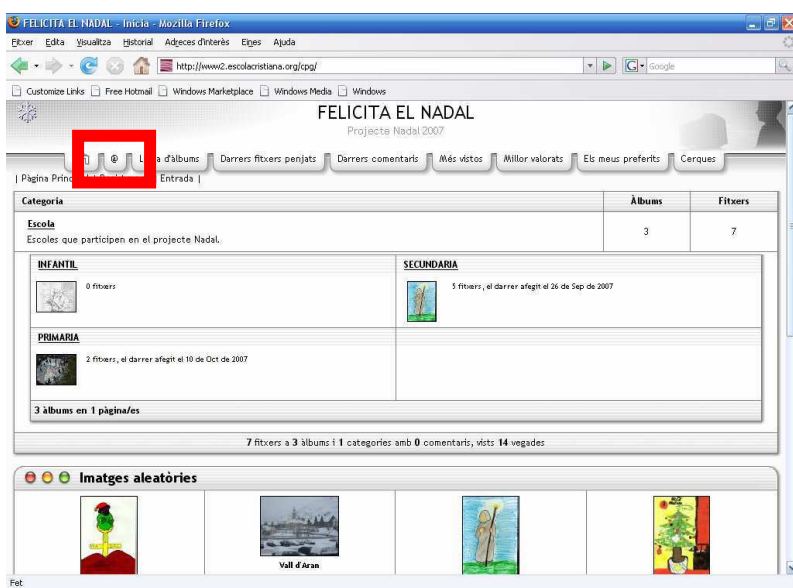 FELICITA EL NADAL - Inicia - Mozilla Firefox
Fitxer Edita Visualitza Historial Adreces d'interès Eines Ajuda
http://www2.escolacristiana.org/cpg/
Google
Customize Links Free Hotmail Windows Marketplace Windows Media Windows
FELICITA EL NADAL
Projecte Nadal 2007
@ d'àlbums Darrers fitxers penjats Darrers comentaris Més vistos Millor valorats Els meus preferits Cerques
| Pàgina Entrada |
Categoria Àlbums Fitxers
Escola
Escoles que participen en el projecte Nadal. 3 7
INFANTIL
0 fitxers
SECUNDARIA
5 fitxers, el darrer afegit el 26 de Sep de 2007
PRIMARIA
2 fitxers, el darrer afegit el 10 de Oct de 2007
3 àlbums en 1 pàgina/es
7 fitxers a 3 àlbums i 1 categories amb 0 comentaris, vists 14 vegades
Imatges aleatòries
Vall d'Aran
Fet